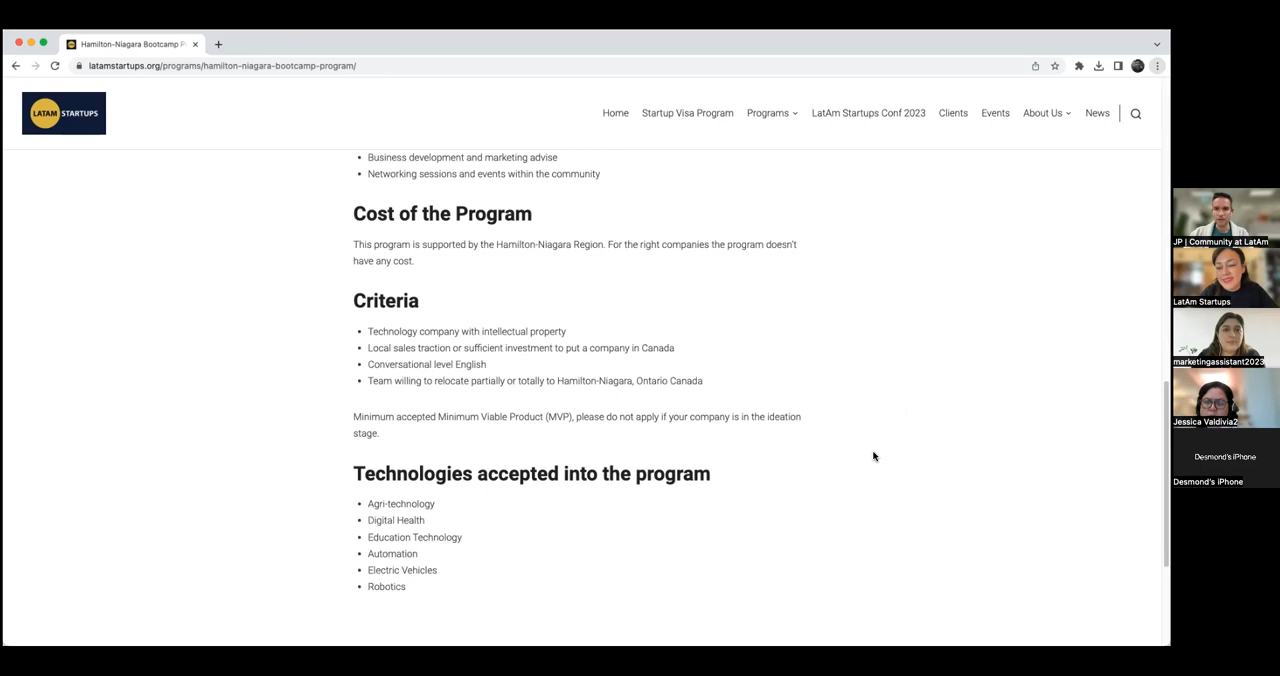 Hamilton-Niagara Bootcamp P
latamstartups.org/programs/hamilton-niagara-bootcamp-program/
LATAM STARTUPS
Home Startup Visa Program Programs LatAm Startups Conf 2023 Clients Events About Us News
• Business development and marketing advise
• Networking sessions and events within the community
Cost of the Program
This program is supported by the Hamilton-Niagara Region. For the right companies the program doesn't
have any cost.
Criteria
• Technology company with intellectual property
• Local sales traction or sufficient investment to put a company in Canada
• Conversational level English
• Team willing to relocate partially or totally to Hamilton-Niagara, Ontario Canada
Minimum accepted Minimum Viable Product (MVP), please do not apply if your company is in the ideation
stage.
Technologies accepted into the program
• Agri-technology
• Digital Health
• Education Technology
• Automation
• Electric Vehicles
• Robotics
JP | Community at LatAm
LatAm Startups
marketingassistant2023
Jessica Valdivia2
Desmond's iPhone
Desmond's iPhone